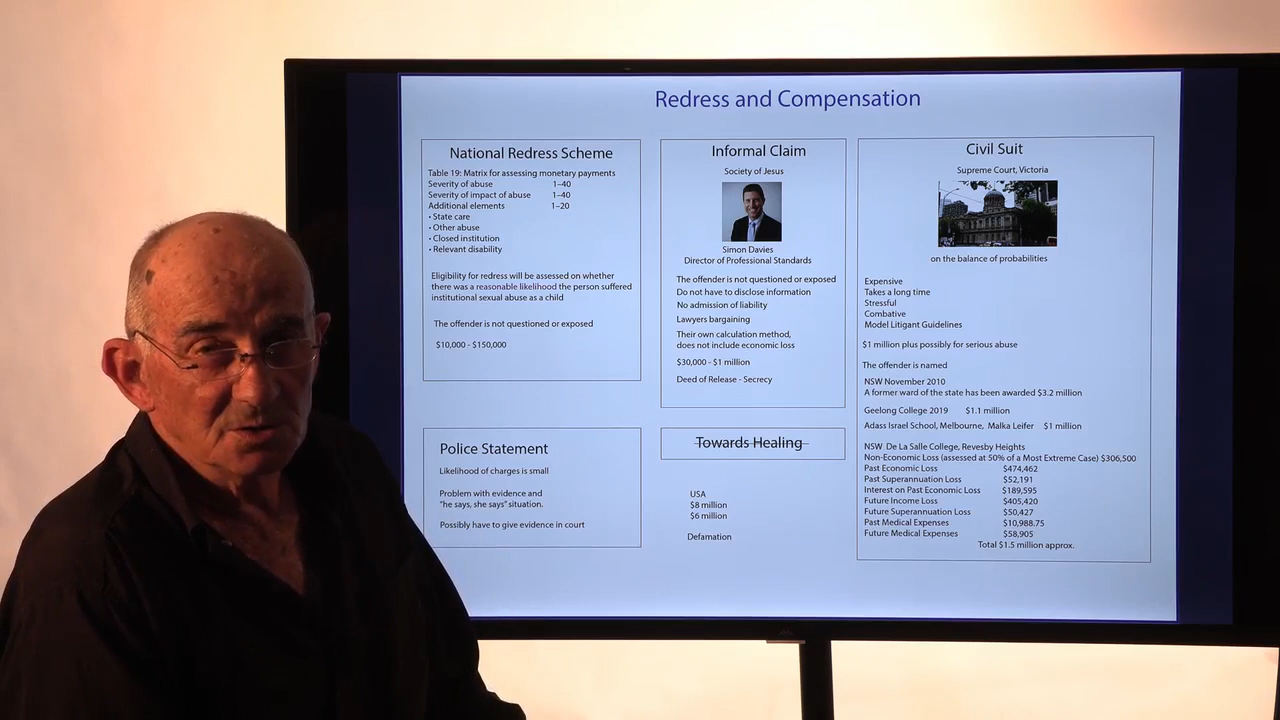 Redress and Compensation
National Redress Scheme
Table 19: Matrix for assessing monetary payments
Severity of abuse 1–40
Severity of impact of abuse 1–40
Additional elements 1–20
• State care
• Other abuse
• Closed institution
• Relevant disability
Eligibility for redress will be assessed on whether
there was a reasonable likelihood the person suffered
institutional sexual abuse as a child
The offender is not questioned or exposed
$10,000 - $150,000
Informal Claim
Society of Jesus
Simon Davies
Director of Professional Standards
The offender is not questioned or exposed
Do not have to disclose information
No admission of liability
Lawyers bargaining
Their own calculation method,
does not include economic loss
$30,000 - $1 million
Deed of Release - Secrecy
Civil Suit
Supreme Court, Victoria
on the balance of probabilities
Expensive
Takes a long time
Stressful
Combative
Model Litigant Guidelines
$1 million plus possibly for serious abuse
The offender is named
NSW November 2010
A former ward of the state has been awarded $3.2 million
Geelong College 2019 $1.1 million
Adass Israel School, Melbourne, Malka Leifer $1 million
NSW De La Salle College, Revesby Heights
Non-Economic Loss (assessed at 50% of a Most Extreme Case) $306,500
Past Economic Loss $474,462
Past Superannuation Loss $52,191
Interest on Past Economic Loss $189,595
Future Income Loss $405,420
Future Superannuation Loss $50,427
Past Medical Expenses $10,988.75
Future Medical Expenses $58,905
Total $1.5 million approx.
Police Statement
Likelihood of charges is small
Problem with evidence and
“he says, she says” situation.
Possibly have to give evidence in court
Towards Healing
USA
$8 million
$6 million
Defamation